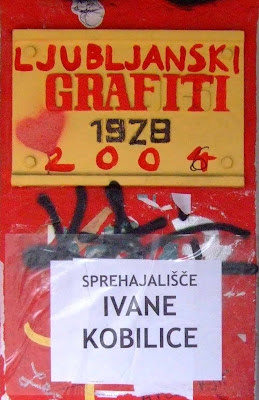 LJUBLJANSKI
GRAFITI
1978
2004
SPREHAJALIŠČE
IVANE
KOBILICE